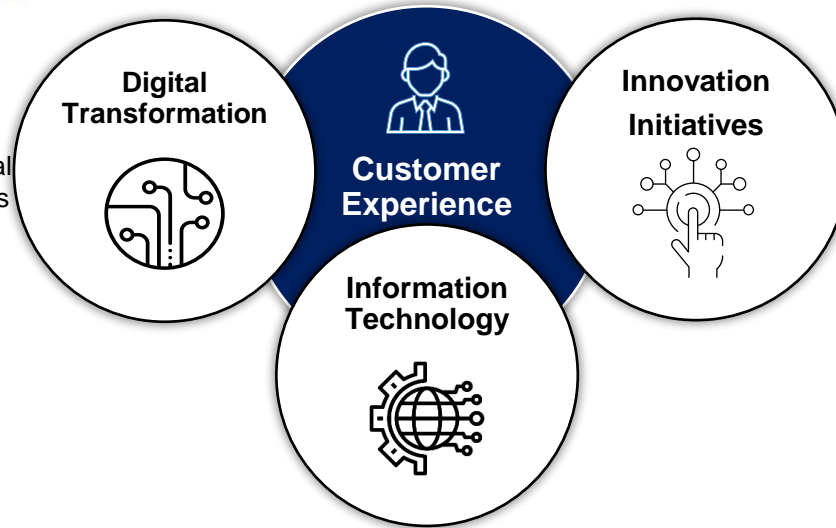 Digital
Transformation
Customer
Experience
Innovation
Initiatives
Information
Technology